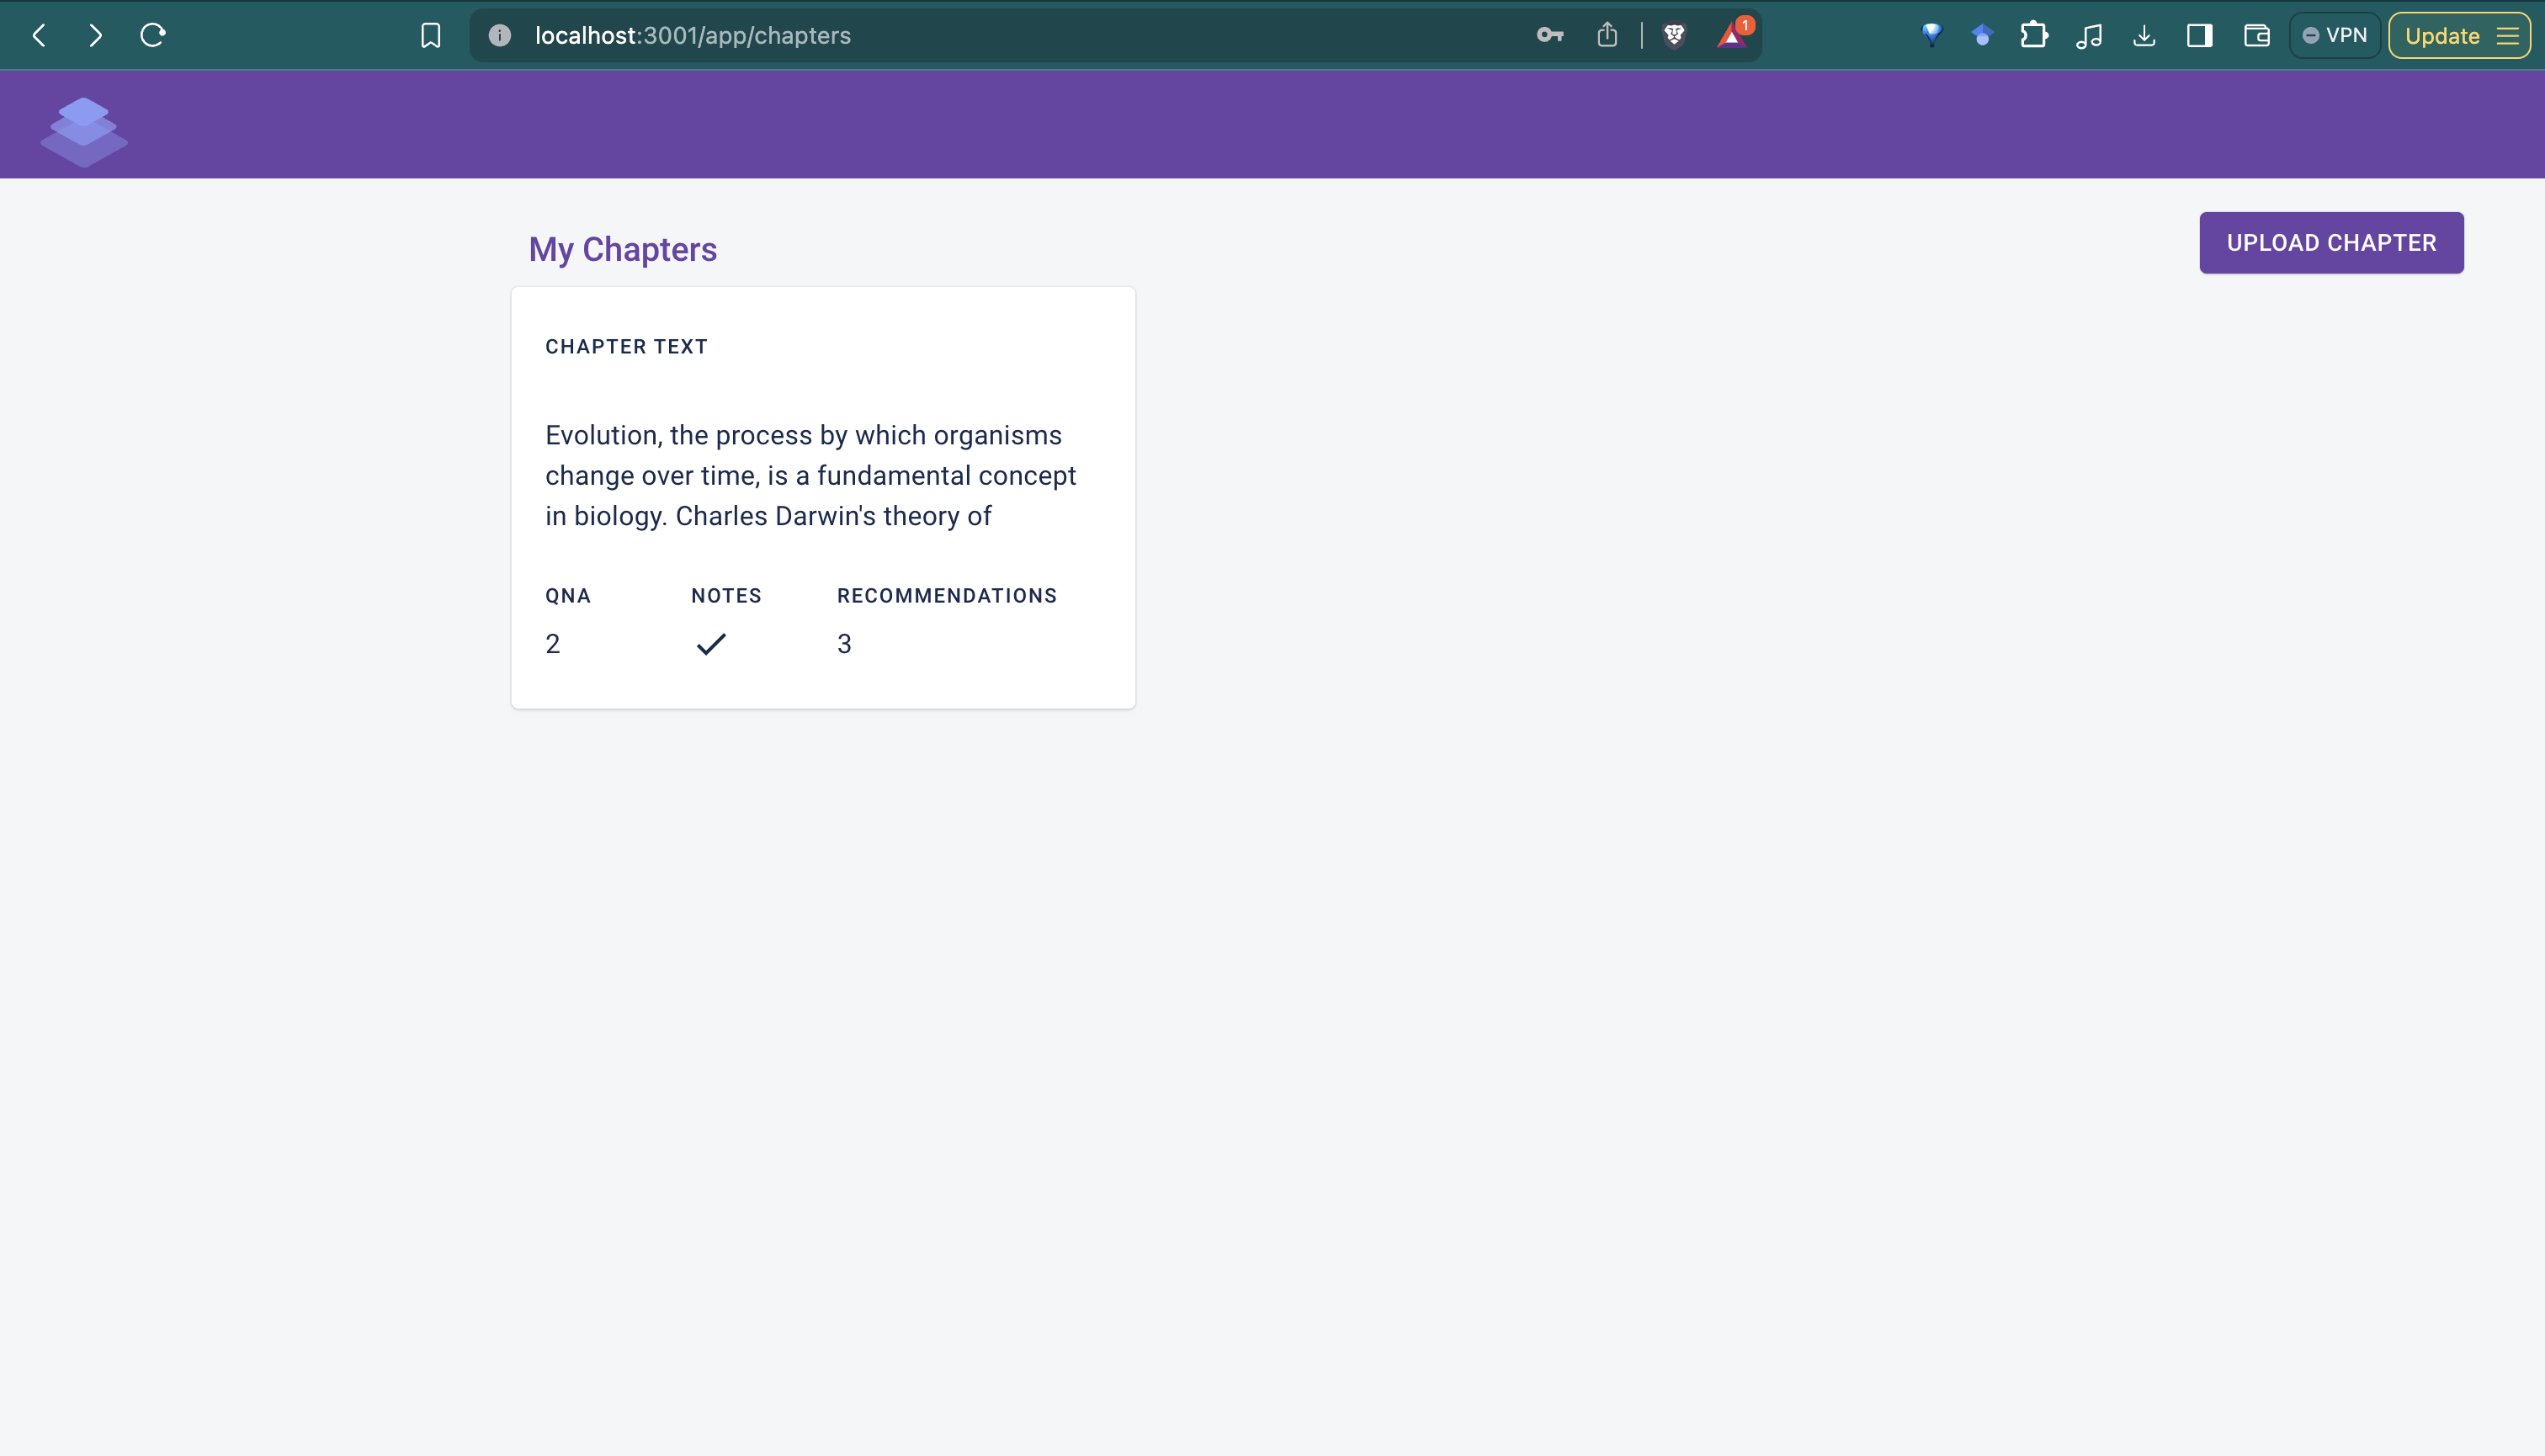 localhost:3001/app/chapters
1
VPN
Update
My Chapters
UPLOAD CHAPTER
CHAPTER TEXT
Evolution, the process by which organisms
change over time, is a fundamental concept
in biology. Charles Darwin's theory of
QNA NOTES RECOMMENDATIONS
2 3